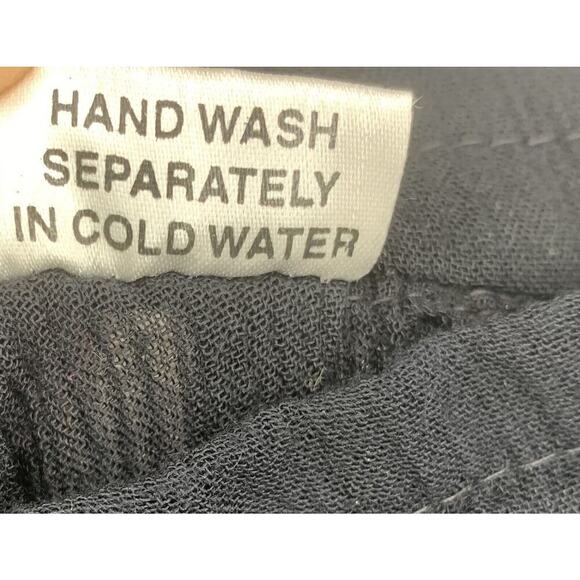 HAND WASH
SEPARATELY
IN COLD WATER